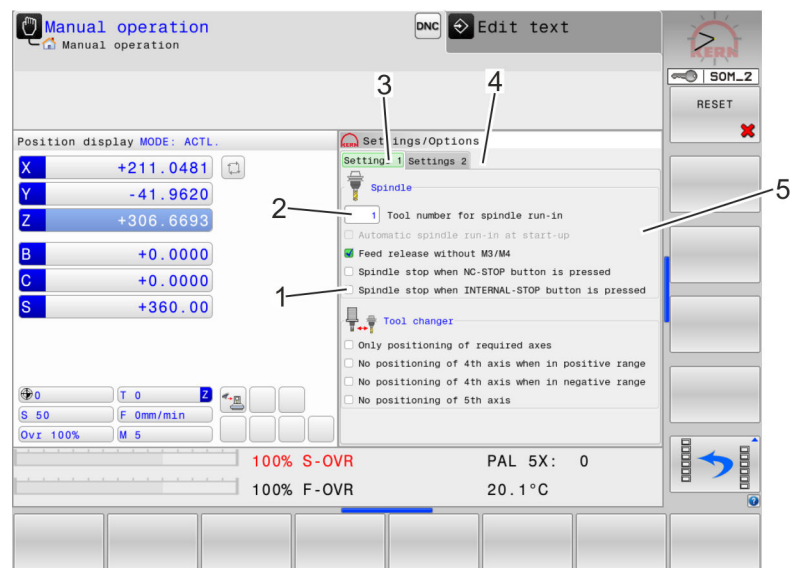 Manual operation
Manual operation
DNC
Edit text
KERN
SOM_2
RESET
3
4
Position display MODE: ACTL.
KERN
Settings/Options
Settings 1
Settings 2
X +211.0481
Y -41.9620
Z +306.6693
B +0.0000
C +0.0000
S +360.00
Spindle
2
1 Tool number for spindle run-in
5
Automatic spindle run-in at start-up
Feed release without M3/M4
Spindle stop when NC-STOP button is pressed
1
Spindle stop when INTERNAL-STOP button is pressed
Tool changer
Only positioning of required axes
No positioning of 4th axis when in positive range
No positioning of 4th axis when in negative range
No positioning of 5th axis
0
T 0
Z
S 50
F 0mm/min
Ovr 100%
M 5
100% S-OVR
PAL 5X: 0
100% F-OVR
20.1°C
?